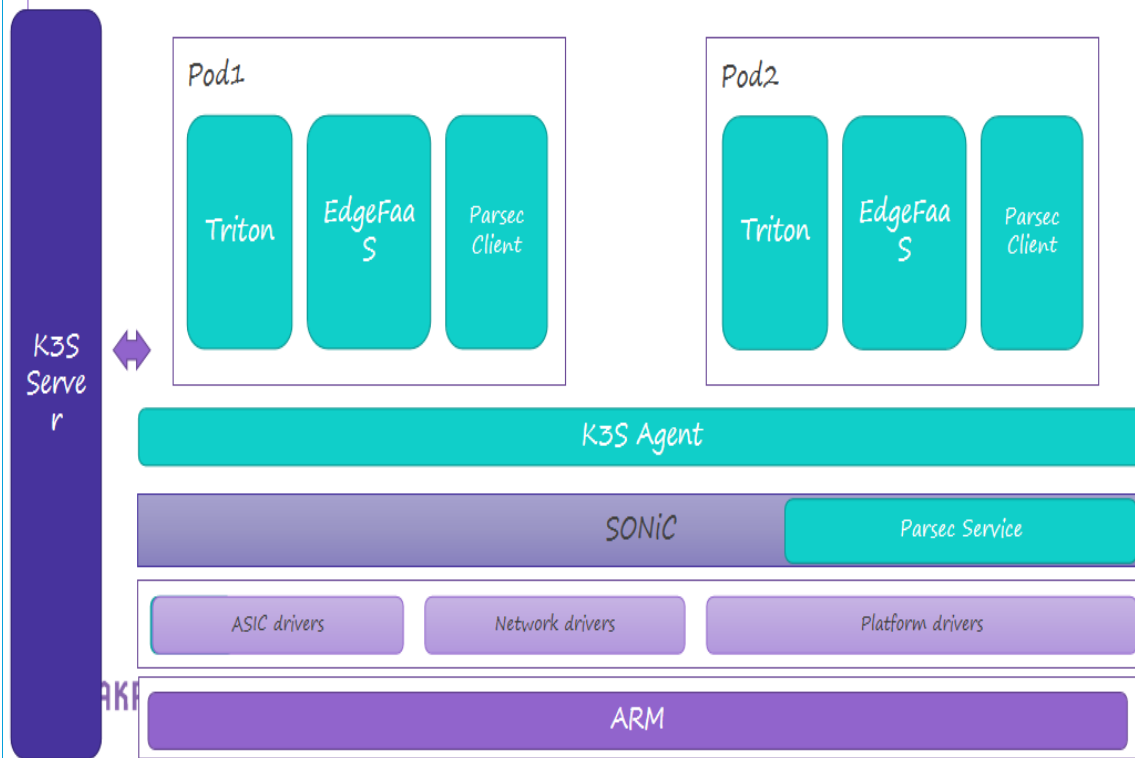 K3S
Serve
r
Pod1
Triton
EdgeFaa
S
Parsec
Client
Pod2
Triton
EdgeFaa
S
Parsec
Client
K3S Agent
SONiC
Parsec Service
ASIC drivers
Network drivers
Platform drivers
ARM